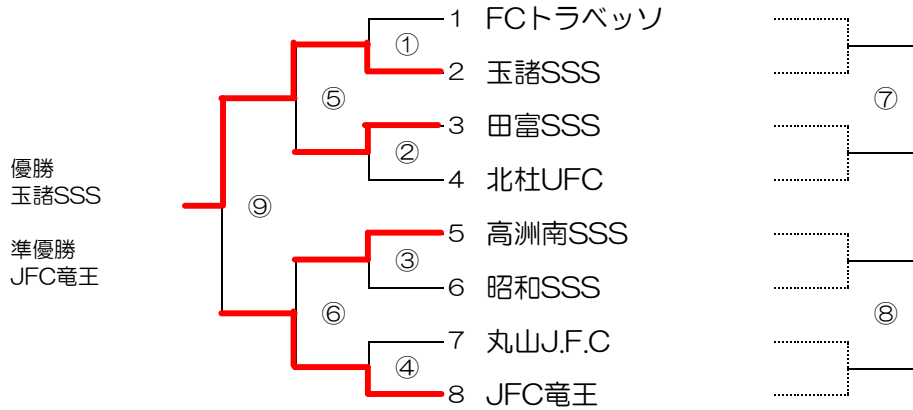 1 FCトラベッソ
①
2 玉諸SSS
⑤
⑦
3 田富SSS
②
4 北杜UFC
優勝
玉諸SSS
⑨
準優勝
JFC竜王
5 高洲南SSS
③
6 昭和SSS
⑥
⑧
7 丸山J.F.C
④
8 JFC竜王